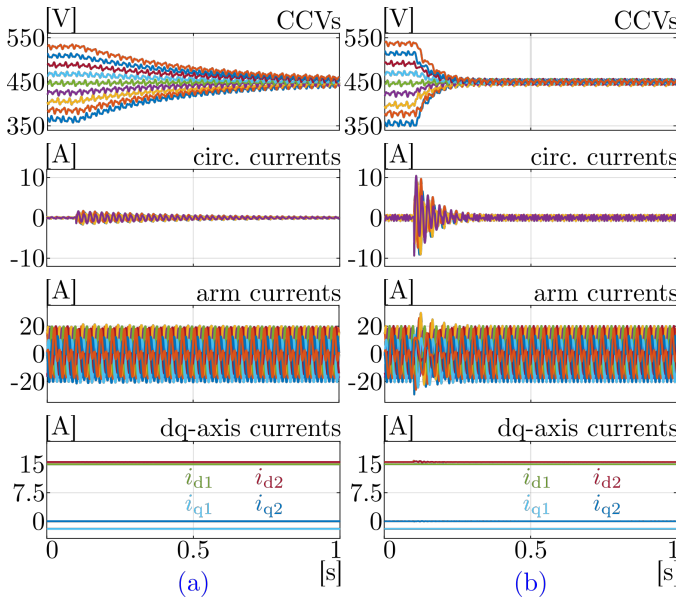 [V] CCVs
550
450
350
[A] circ. currents
10
0
-10
[A] arm currents
20
0
-20
[A] dq-axis currents
15
7.5
0
i_d1 i_d2
i_q1 i_q2
0 0.5 1
[s]
(a)
[V] CCVs
550
450
350
[A] circ. currents
10
0
-10
[A] arm currents
20
0
-20
[A] dq-axis currents
15
7.5
0
i_d1 i_d2
i_q1 i_q2
0 0.5 1
[s]
(b)